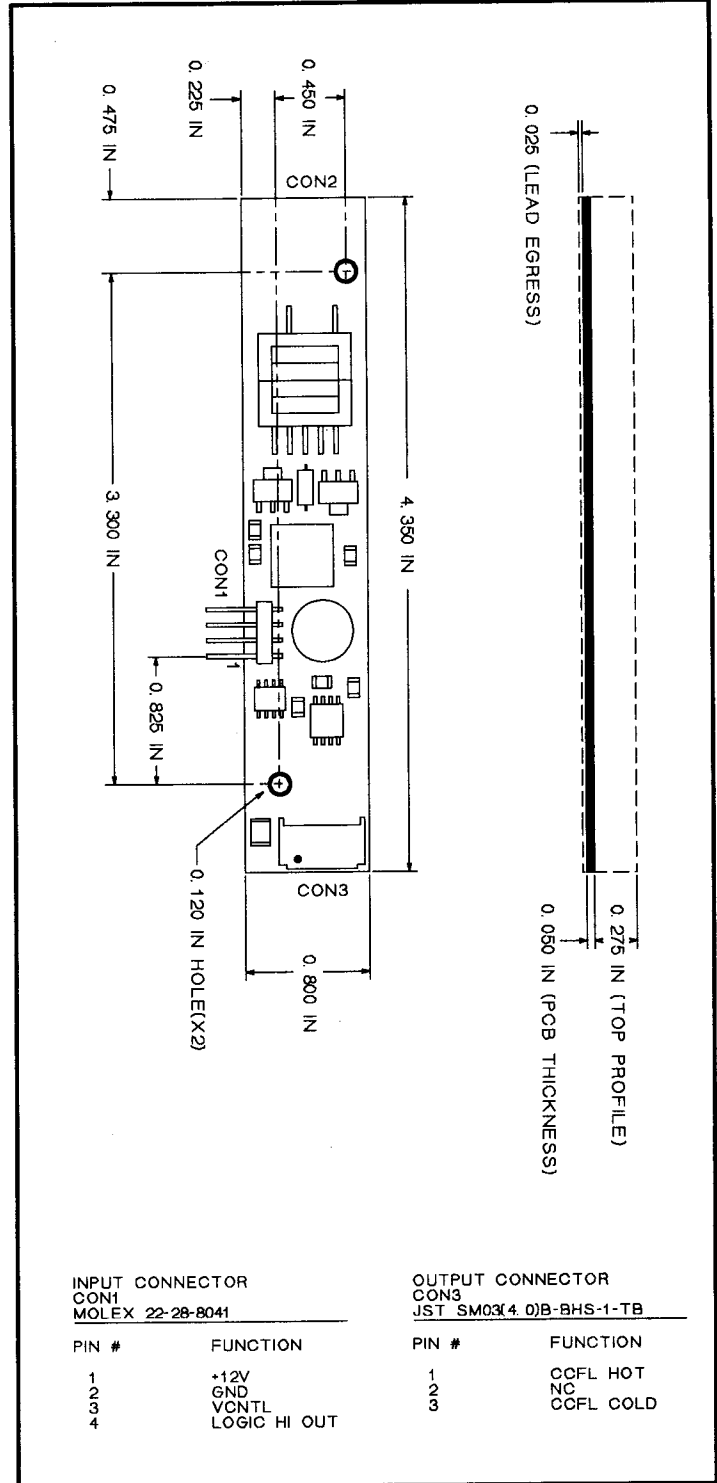 0. 025 (LEAD EGRESS)
0. 275 IN (TOP PROFILE)
0. 050 IN (PCB THICKNESS)
0. 450 IN
0. 225 IN
0. 475 IN
CON2
4. 350 IN
3. 300 IN
CON1
1
0. 825 IN
CON3
0. 800 IN
0. 120 IN HOLE(X2)
INPUT CONNECTOR
CON1
MOLEX 22-28-8041
PIN # FUNCTION
1 +12V
2 GND
3 VCNTL
4 LOGIC HI OUT
OUTPUT CONNECTOR
CON3
JST SM03(4. 0)B-BHS-1-TB
PIN # FUNCTION
1 CCFL HOT
2 NC
3 CCFL COLD